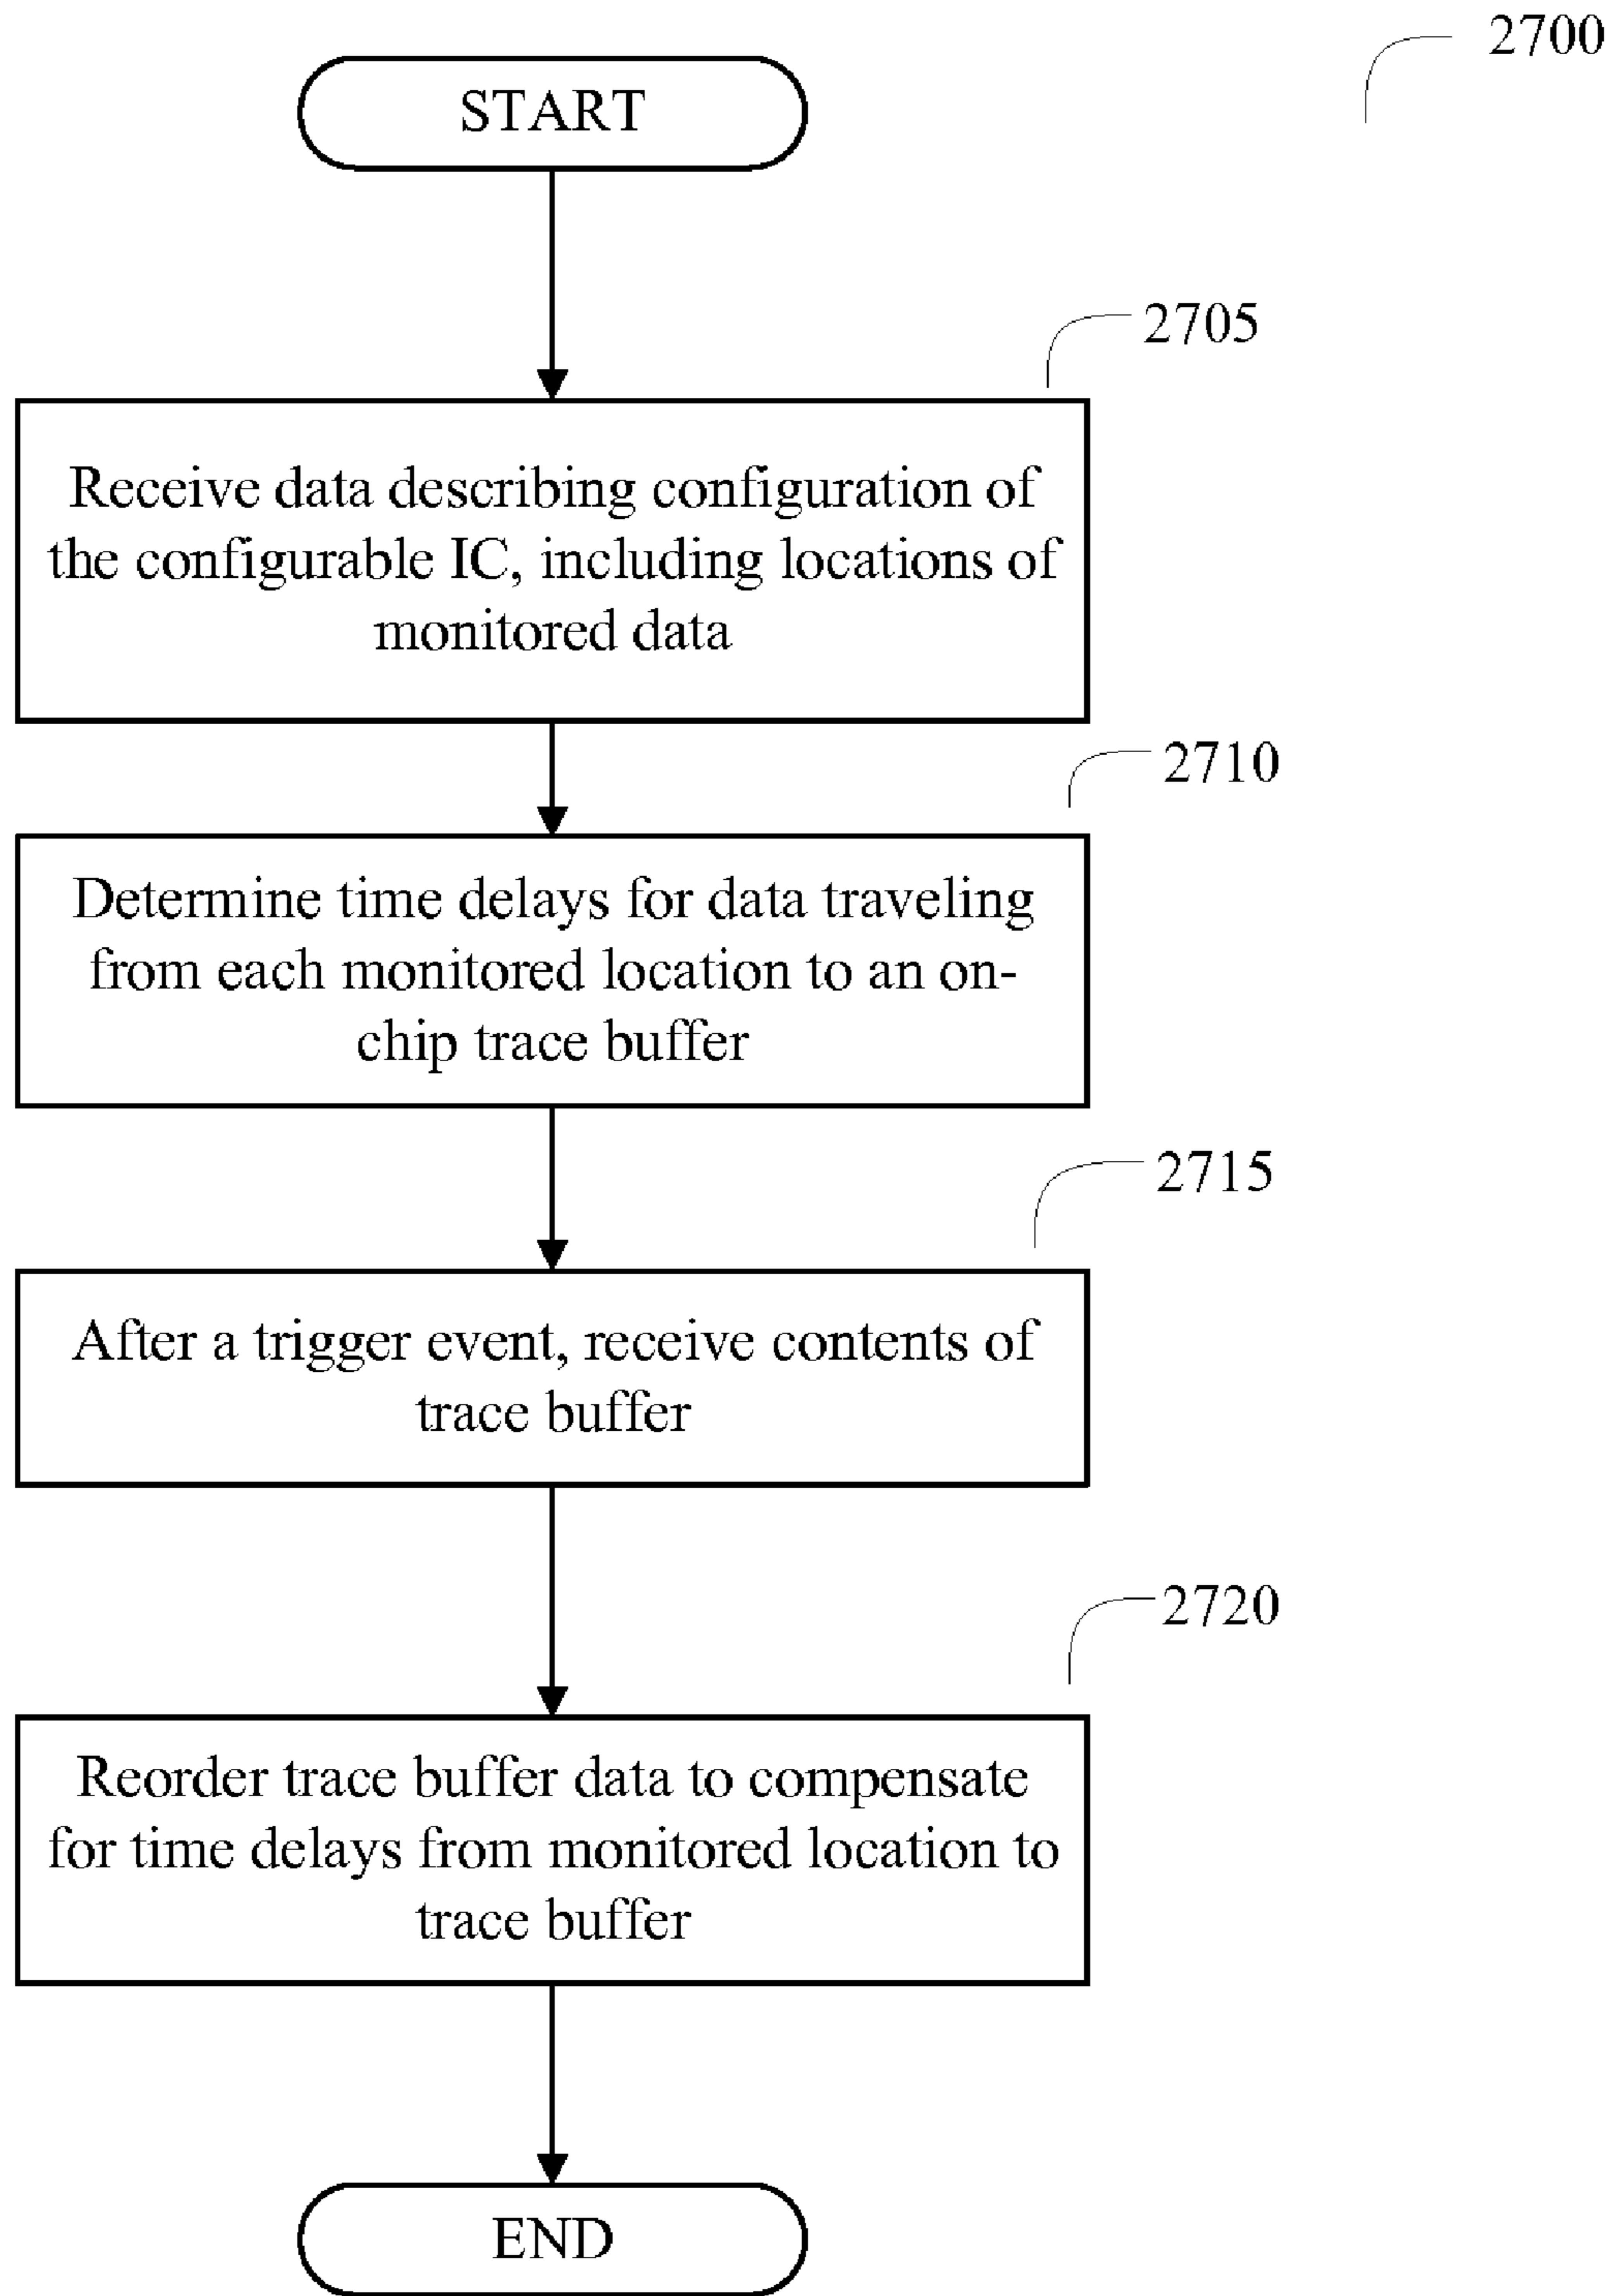 2700
START
2705
Receive data describing configuration of
the configurable IC, including locations of
monitored data
2710
Determine time delays for data traveling
from each monitored location to an on-
chip trace buffer
2715
After a trigger event, receive contents of
trace buffer
2720
Reorder trace buffer data to compensate
for time delays from monitored location to
trace buffer
END